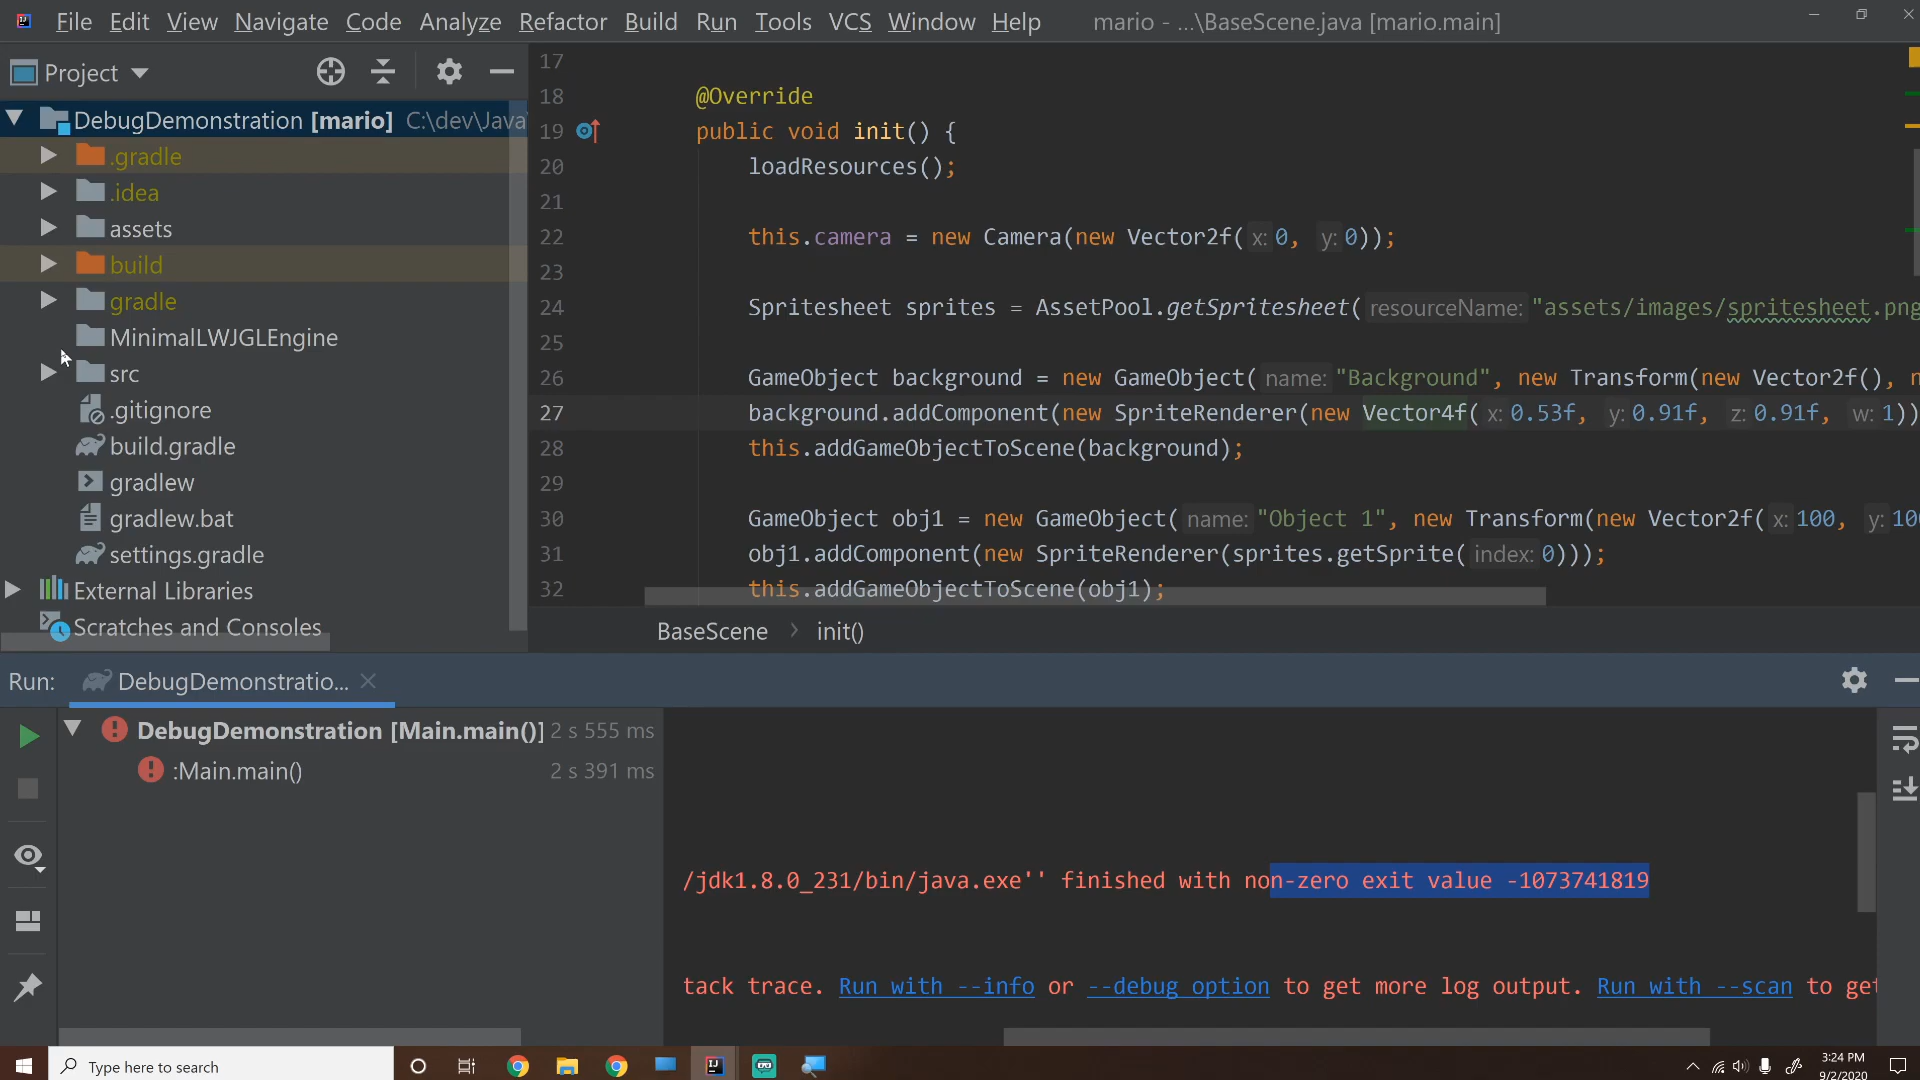 File Edit View Navigate Code Analyze Refactor Build Run Tools VCS Window Help mario - ...\BaseScene.java [mario.main]
Project
DebugDemonstration [mario] C:\dev\Java
.gradle
.idea
assets
build
gradle
MinimalLWJGLEngine
src
.gitignore
build.gradle
gradlew
gradlew.bat
settings.gradle
External Libraries
Scratches and Consoles
17
18 @Override
19 public void init() {
20 loadResources();
21
22 this.camera = new Camera(new Vector2f( x: 0, y: 0));
23
24 Spritesheet sprites = AssetPool.getSpritesheet( resourceName: "assets/images/spritesheet.png
25
26 GameObject background = new GameObject( name: "Background", new Transform(new Vector2f(), n
27 background.addComponent(new SpriteRenderer(new Vector4f( x: 0.53f, y: 0.91f, z: 0.91f, w: 1))
28 this.addGameObjectToScene(background);
29
30 GameObject obj1 = new GameObject( name: "Object 1", new Transform(new Vector2f( x: 100, y: 10
31 obj1.addComponent(new SpriteRenderer(sprites.getSprite( index: 0)));
32 this.addGameObjectToScene(obj1);
BaseScene > init()
Run: DebugDemonstratio...
DebugDemonstration [Main.main()] 2 s 555 ms
:Main.main() 2 s 391 ms
/jdk1.8.0_231/bin/java.exe'' finished with non-zero exit value -1073741819
tack trace. Run with --info or --debug option to get more log output. Run with --scan to get
Type here to search
3:24 PM
9/2/2020